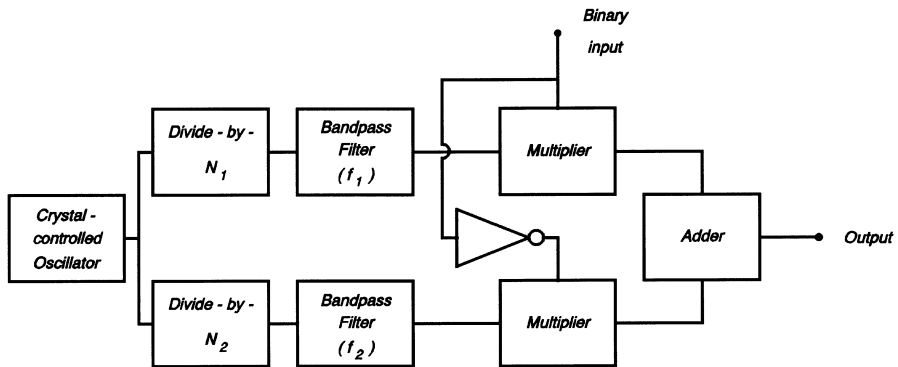 Binary
input
Divide - by -
N1
Bandpass
Filter
( f1 )
Multiplier
Crystal -
controlled
Oscillator
Adder
Output
Divide - by -
N2
Bandpass
Filter
( f2 )
Multiplier